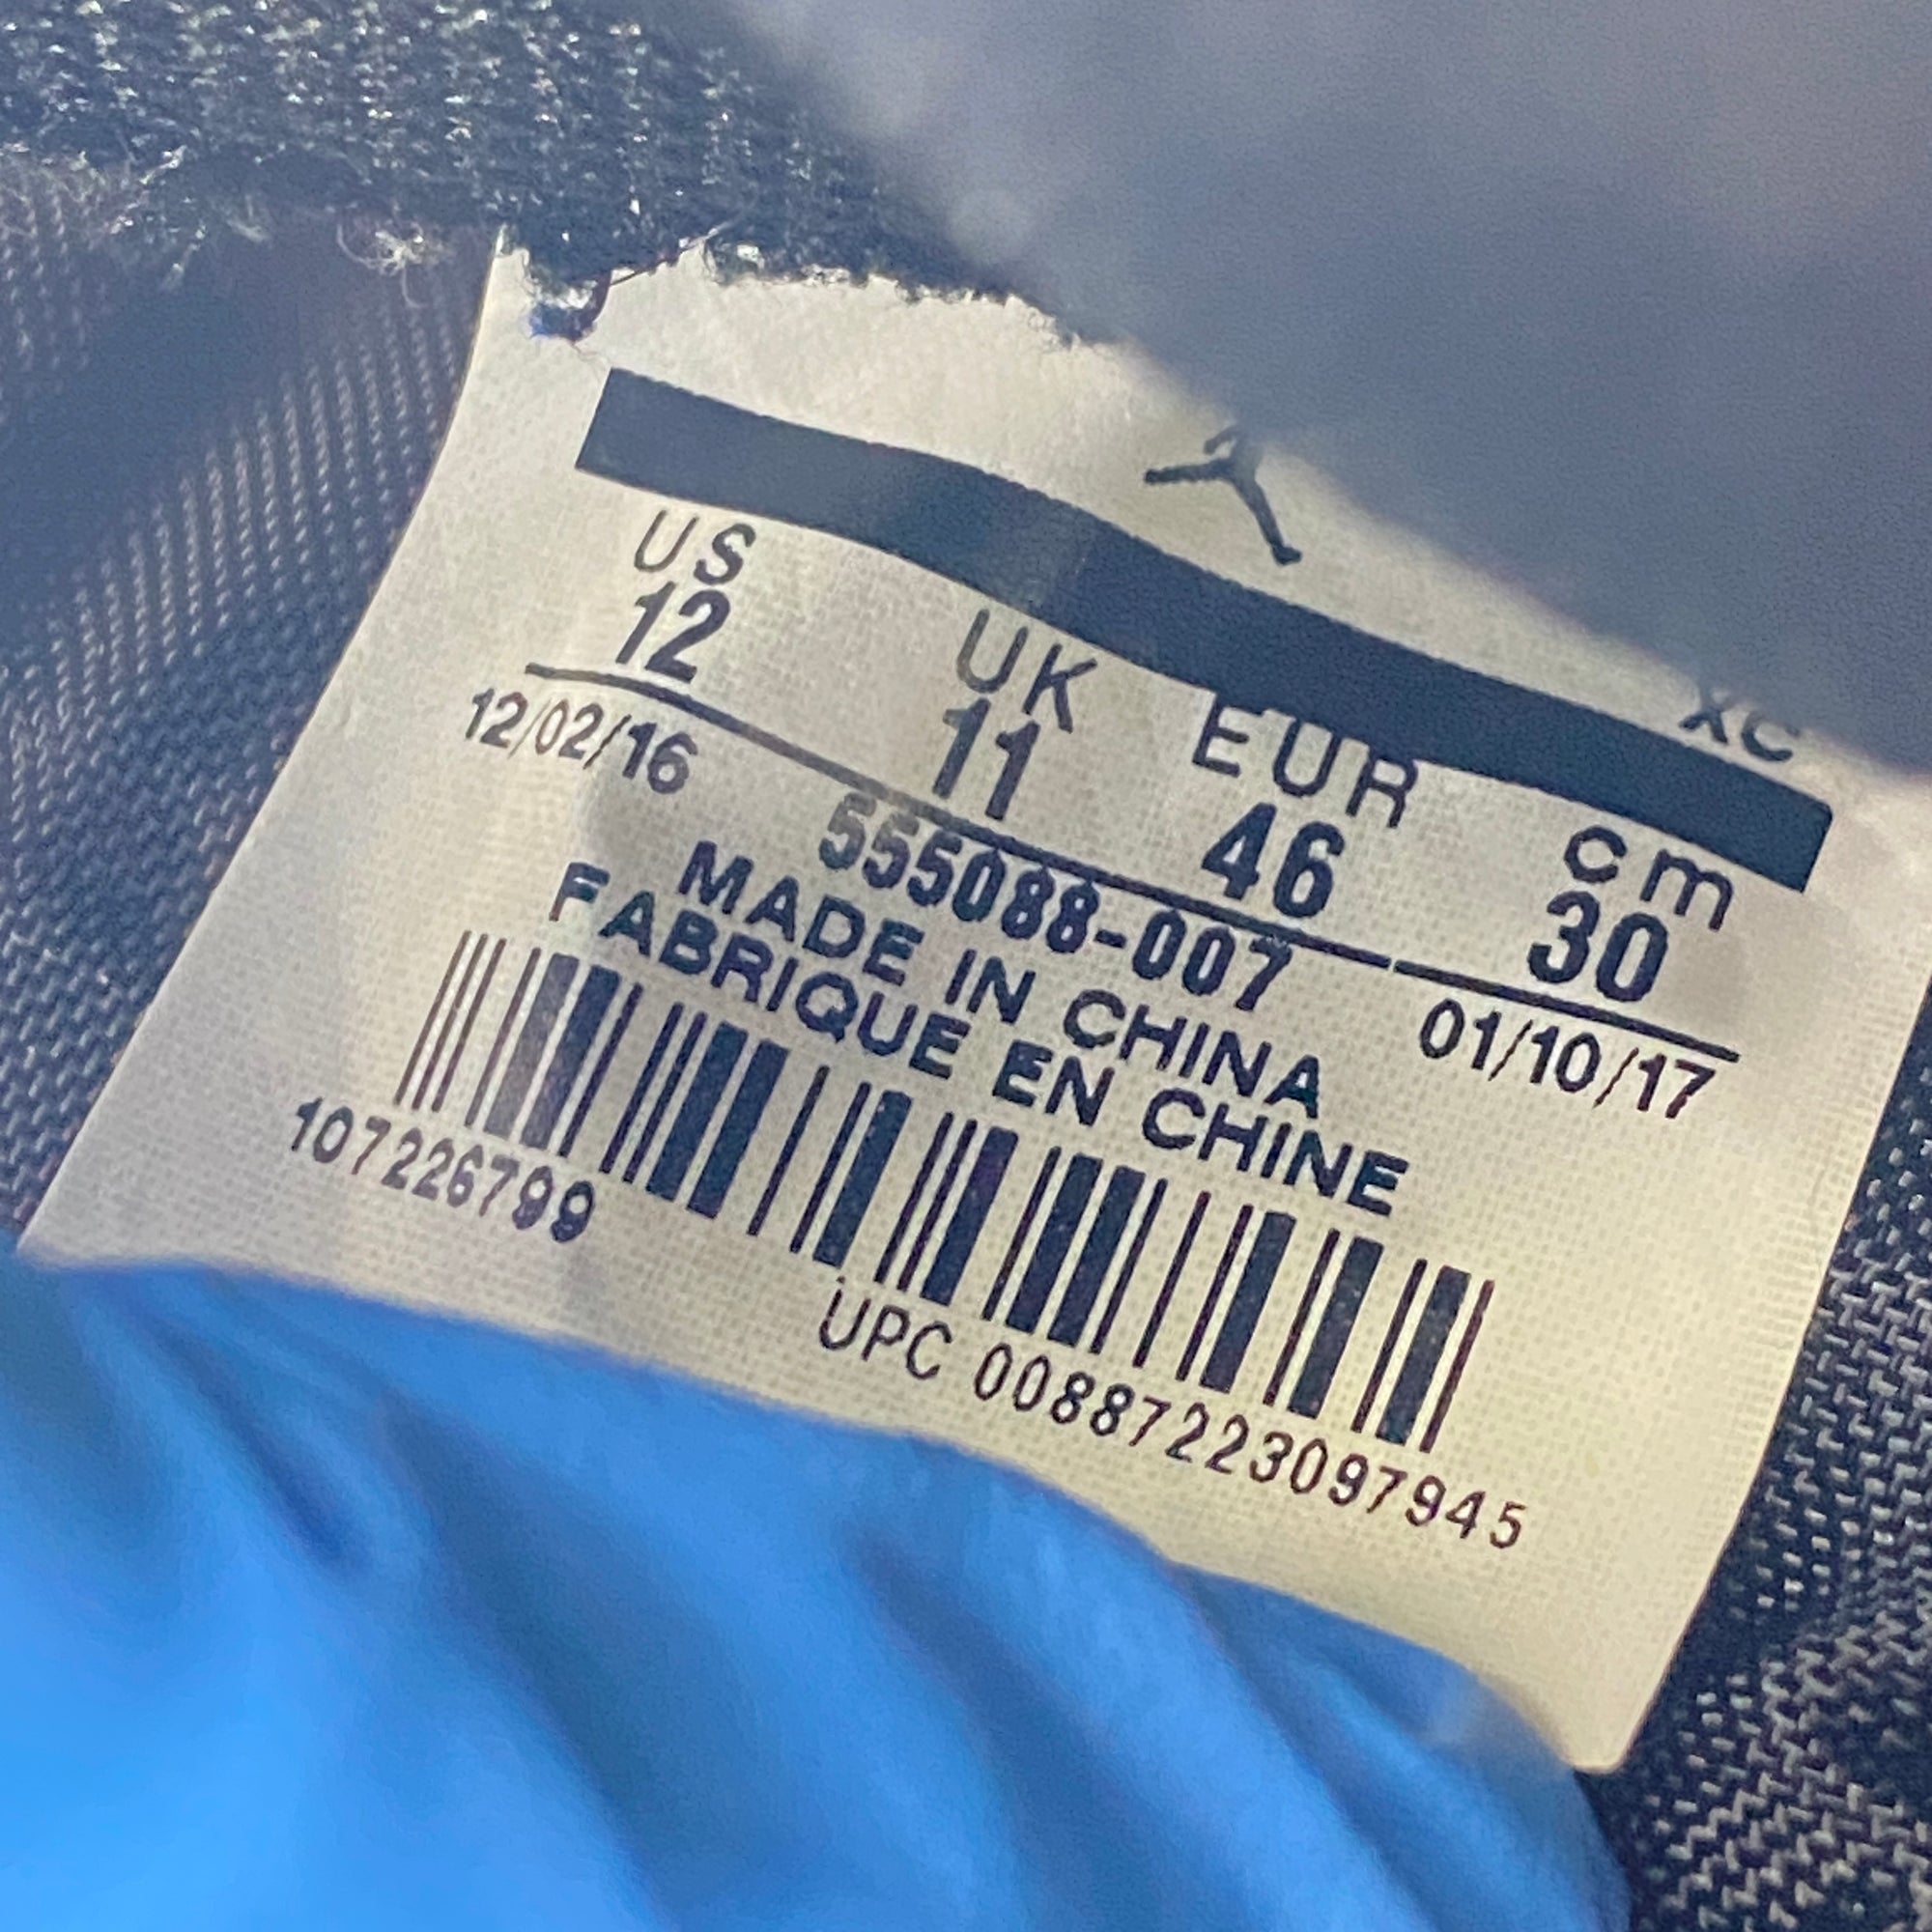 XC
US UK EUR cm
12 11 46 30
12/02/16 555088-007 01/10/17
MADE IN CHINA
FABRIQUE EN CHINE
107226799
UPC 00887223097945